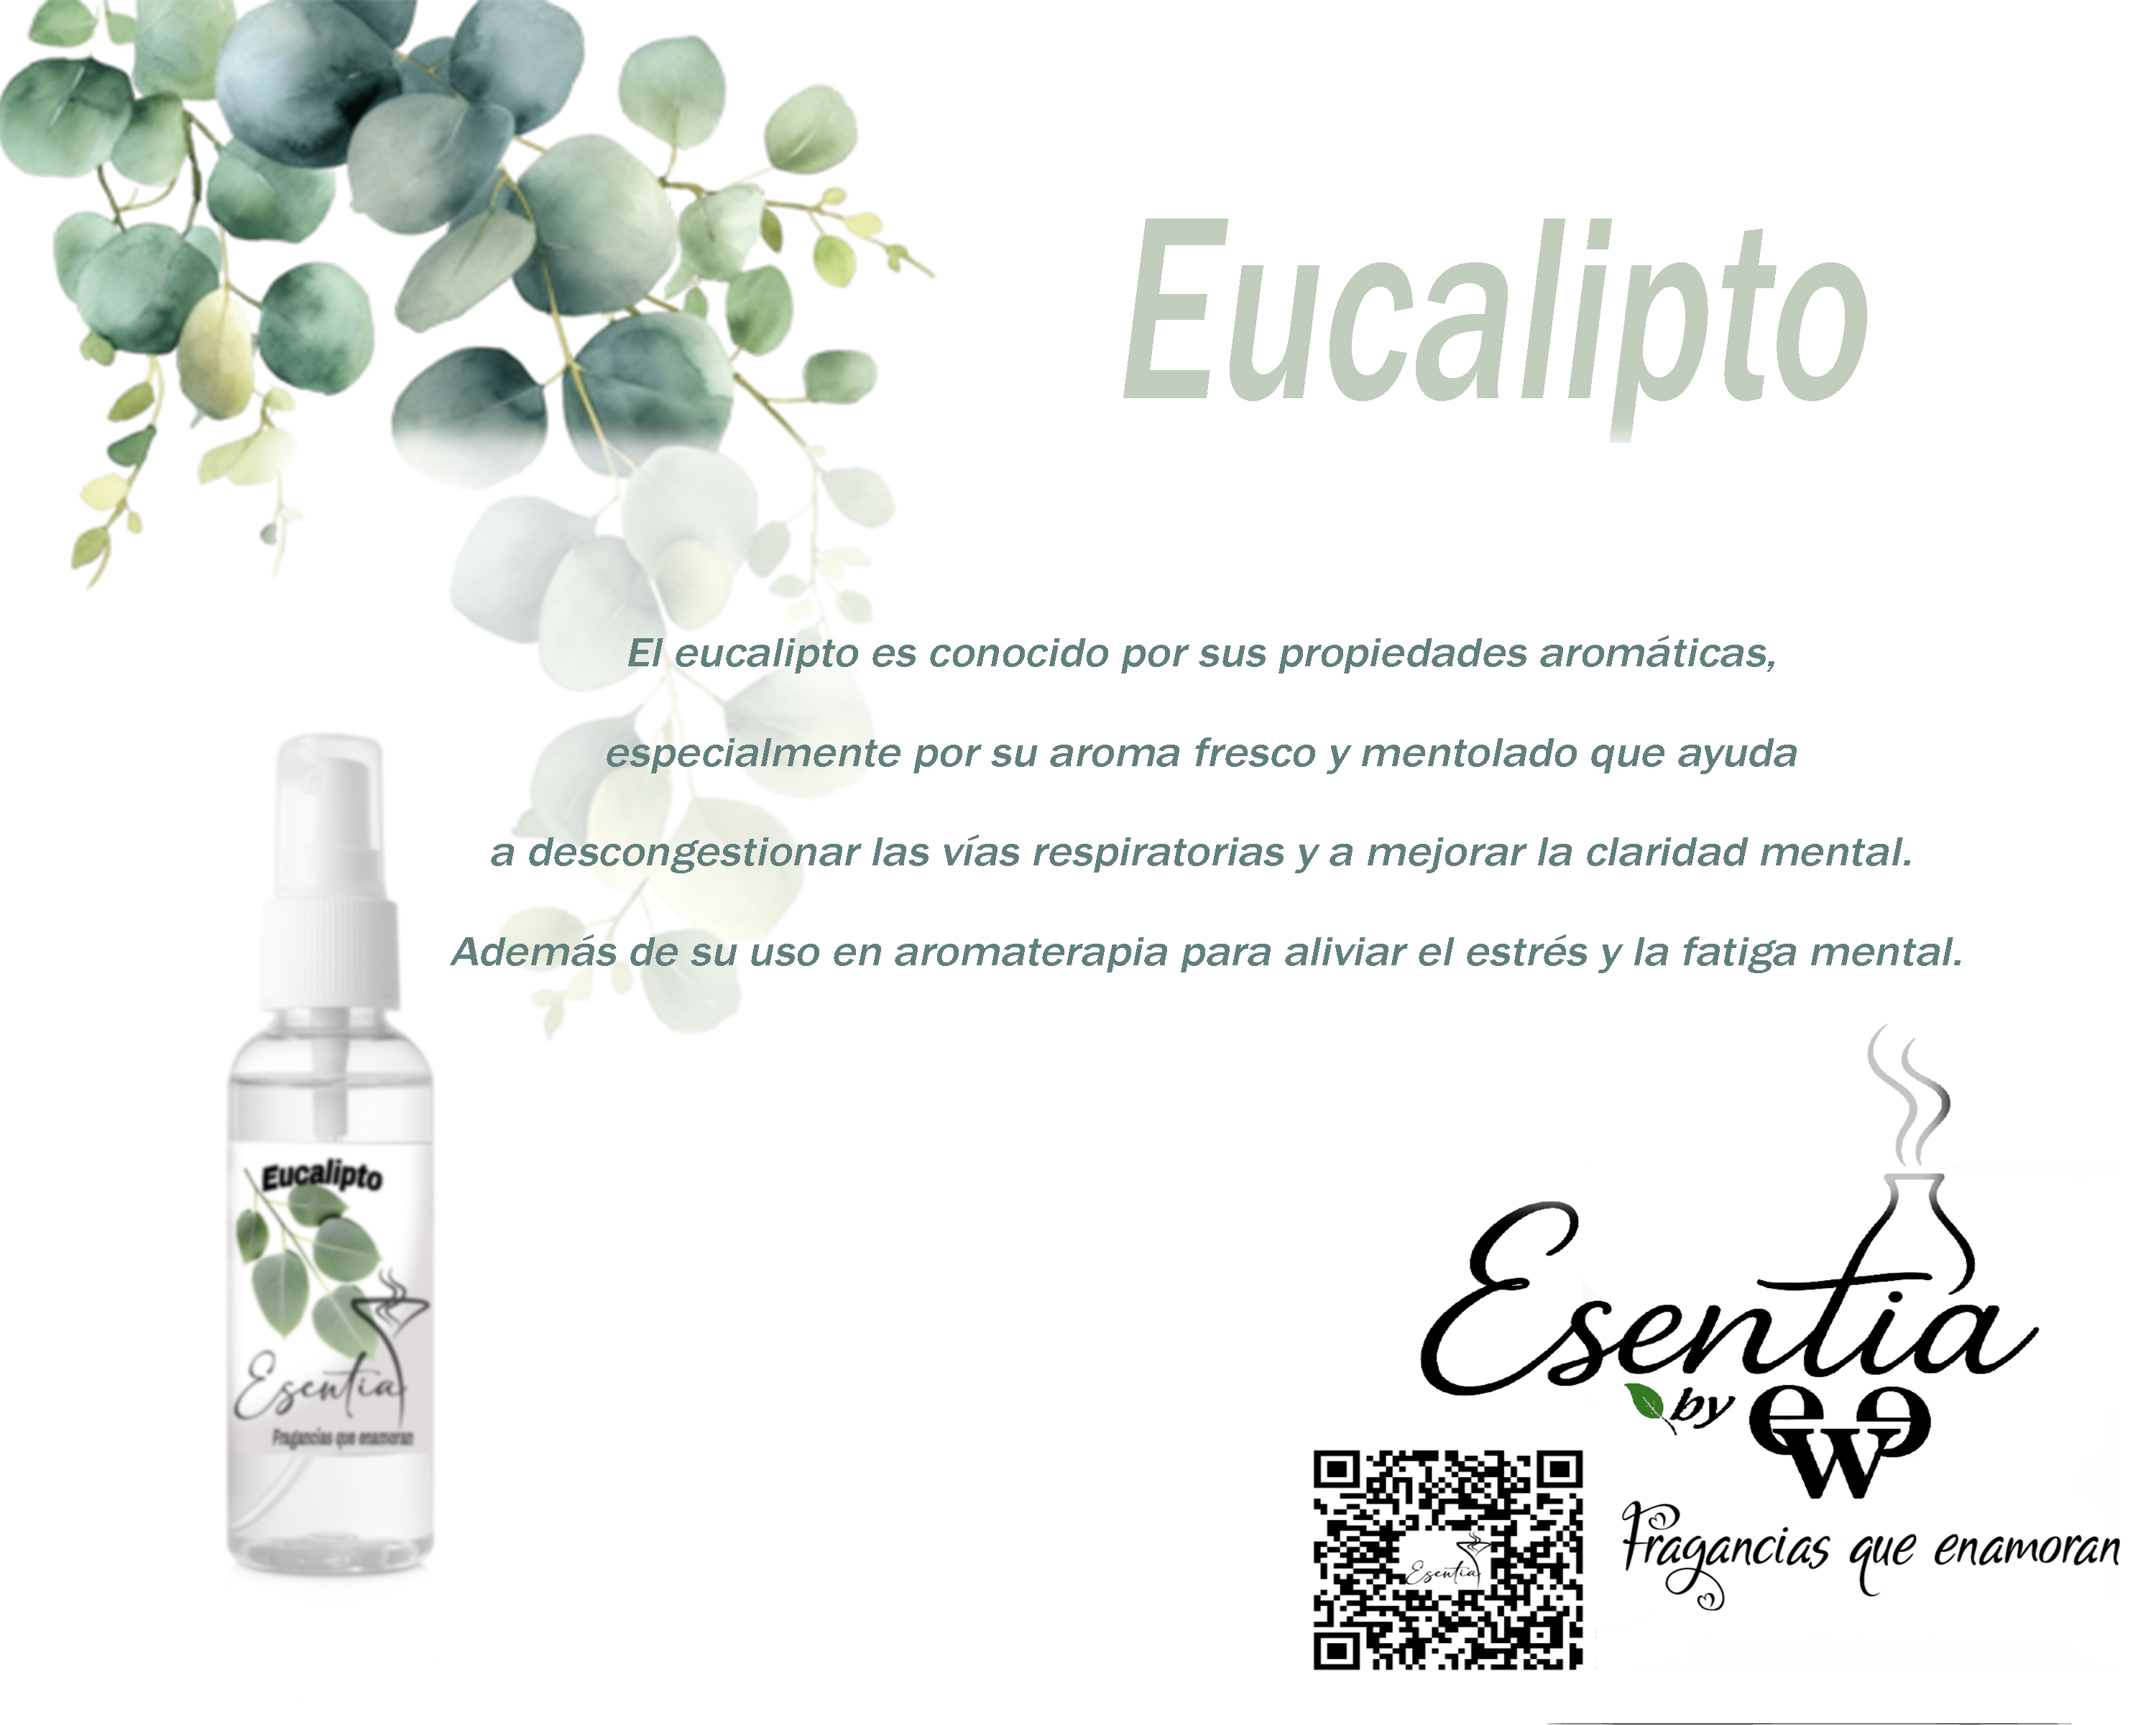 Eucalipto
El eucalipto es conocido por sus propiedades aromáticas,
especialmente por su aroma fresco y mentolado que ayuda
a descongestionar las vías respiratorias y a mejorar la claridad mental.
Además de su uso en aromaterapia para aliviar el estrés y la fatiga mental.
Eucalipto
Esentia
Fragancias que enamoran
Esentia
by ewe
Esentia
Fragancias que enamoran